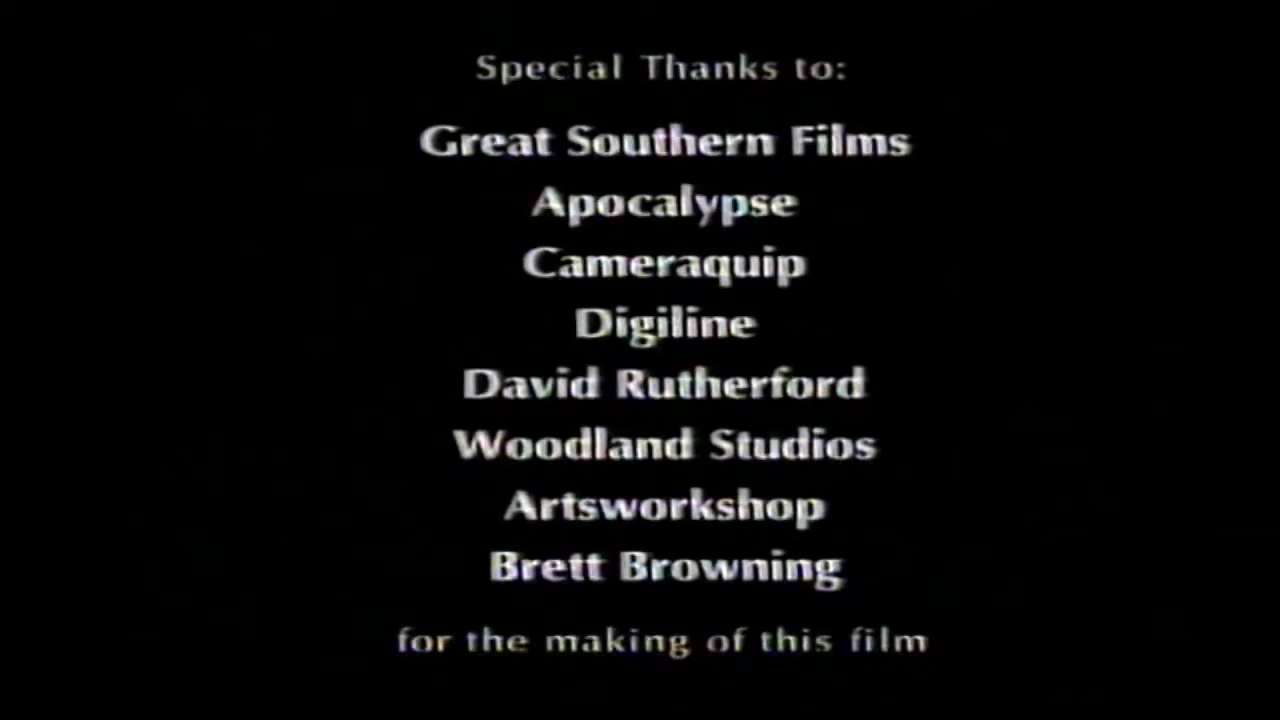 Special Thanks to:
Great Southern Films
Apocalypse
Cameraquip
Digiline
David Rutherford
Woodland Studios
Artsworkshop
Brett Browning
for the making of this film